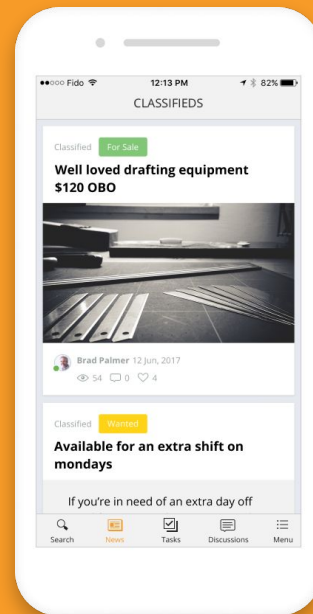 ●●○○○ Fido 12:13 PM 82%
CLASSIFIEDS
Classified For Sale
Well loved drafting equipment
$120 OBO
Brad Palmer 12 Jun, 2017
54 0 4
Classified Wanted
Available for an extra shift on
mondays
If you're in need of an extra day off
Search News Tasks Discussions Menu